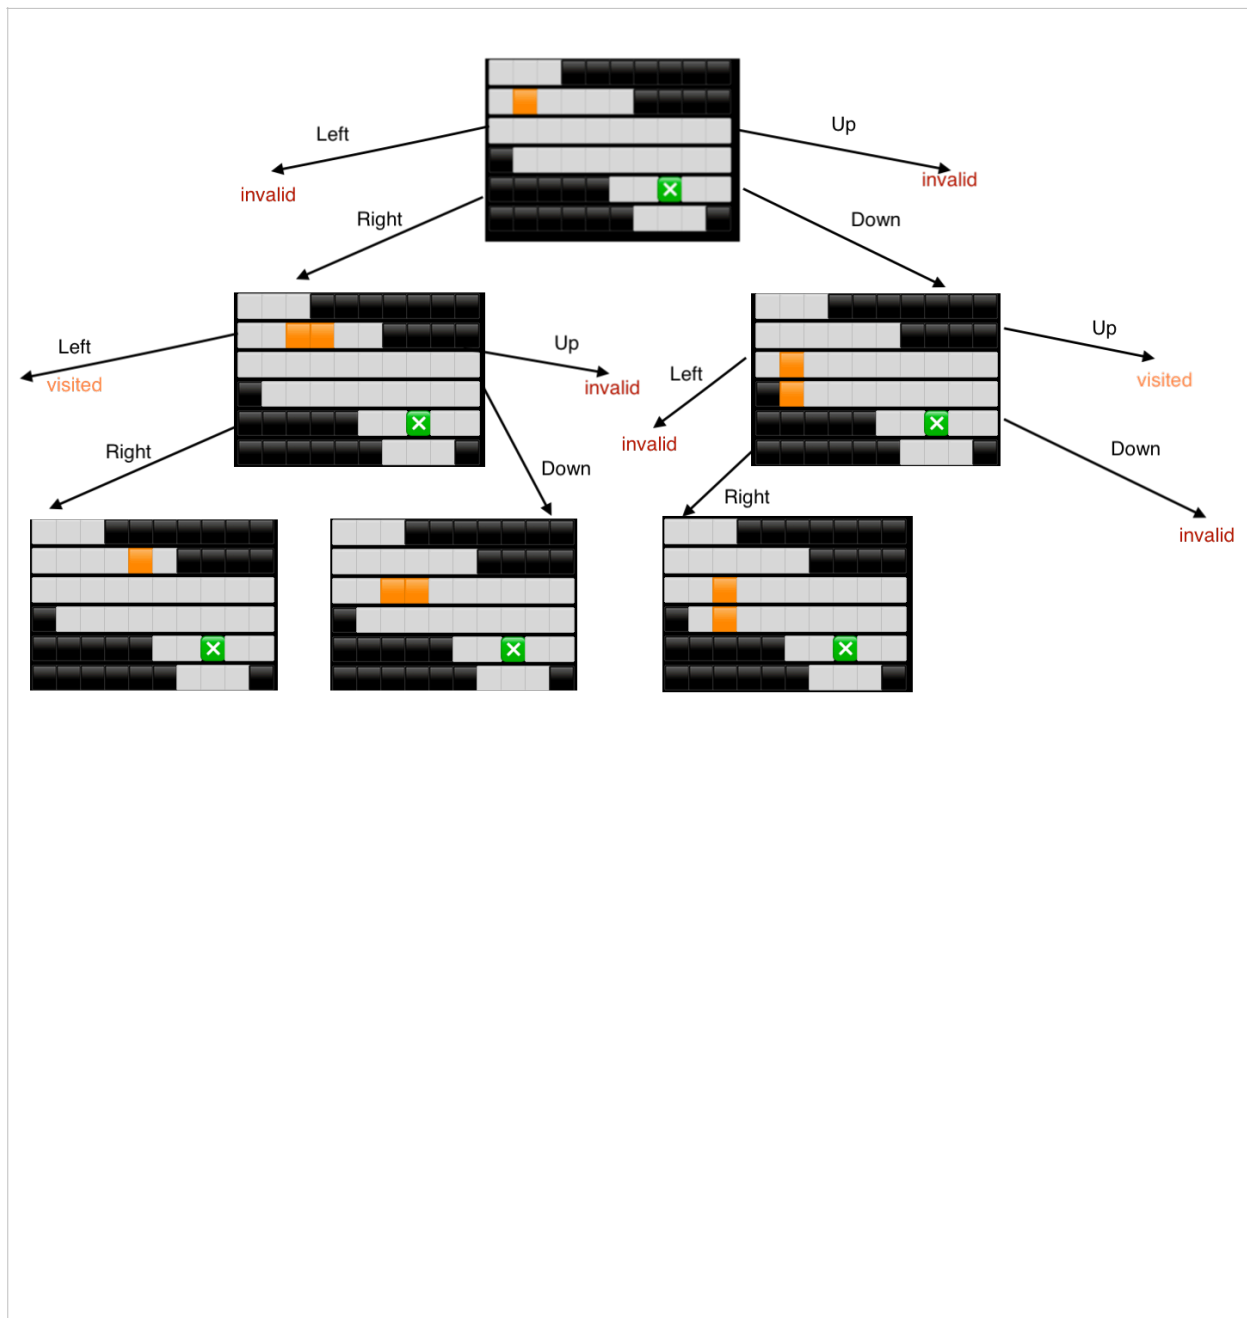 Left
Up
invalid
invalid
Right
Down
Left
visited
Up
invalid
Left
invalid
Up
visited
Right
Down
Right
Down
invalid